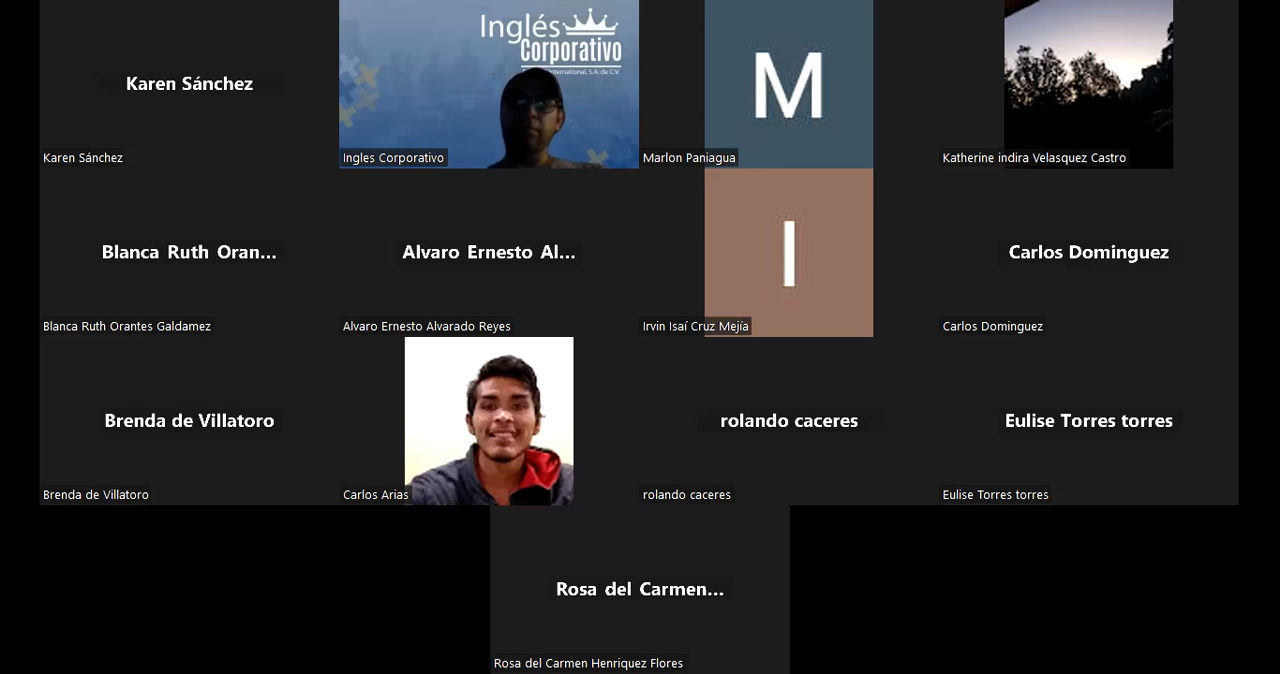 Karen Sánchez
Karen Sánchez
Inglés
Corporativo
International, S.A. de C.V.
Ingles Corporativo
M
Marlon Paniagua
Katherine indira Velasquez Castro
Blanca Ruth Oran...
Blanca Ruth Orantes Galdamez
Alvaro Ernesto Al...
Alvaro Ernesto Alvarado Reyes
I
Irvin Isaí Cruz Mejía
Carlos Dominguez
Carlos Dominguez
Brenda de Villatoro
Brenda de Villatoro
Carlos Arias
rolando caceres
rolando caceres
Eulise Torres torres
Eulise Torres torres
Rosa del Carmen...
Rosa del Carmen Henriquez Flores